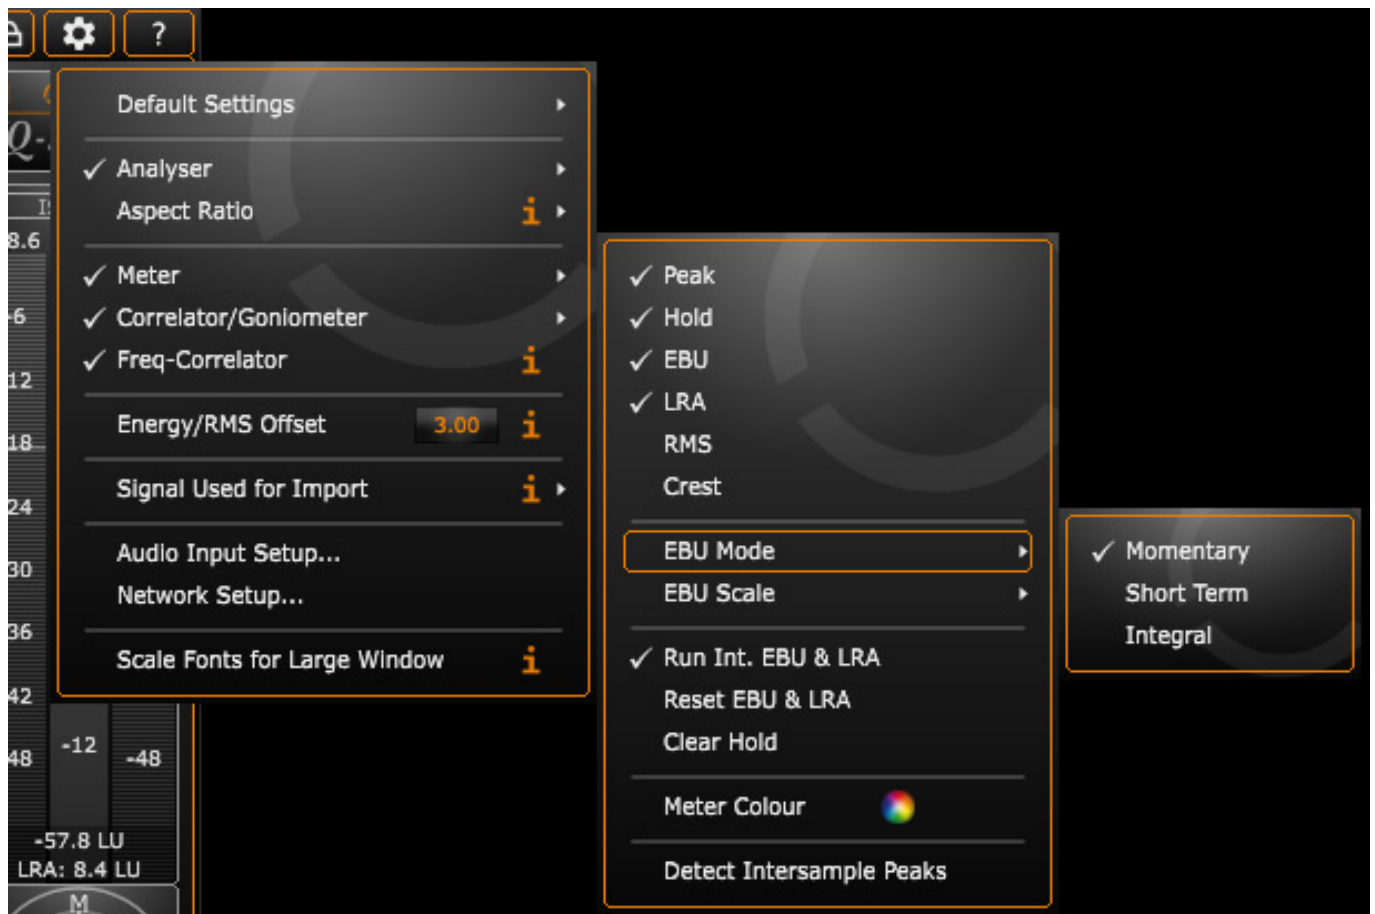 ?
Default Settings
Analyser
Aspect Ratio i
Meter
Correlator/Goniometer
Freq-Correlator i
Energy/RMS Offset 3.00 i
Signal Used for Import i
Audio Input Setup...
Network Setup...
Scale Fonts for Large Window i
Peak
Hold
EBU
LRA
RMS
Crest
EBU Mode
EBU Scale
Run Int. EBU & LRA
Reset EBU & LRA
Clear Hold
Meter Colour
Detect Intersample Peaks
Momentary
Short Term
Integral
Q-
8.6
-6
12
18
24
30
36
42
48 -12 -48
-57.8 LU
LRA: 8.4 LU
M